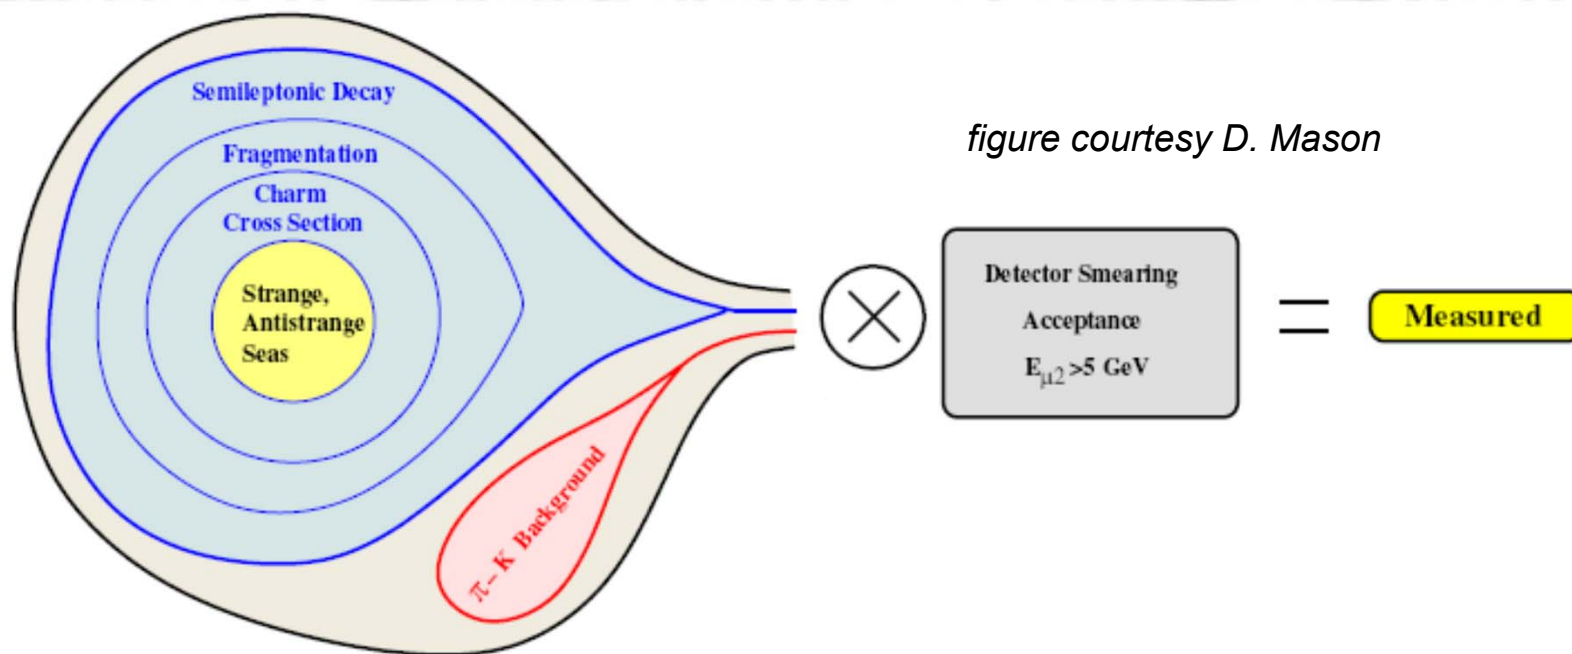 Semileptonic Decay
Fragmentation
Charm
Cross Section
Strange,
Antistrange
Seas
π – K Background
figure courtesy D. Mason
Detector Smearing
Acceptance
E_μ2 >5 GeV
=
Measured